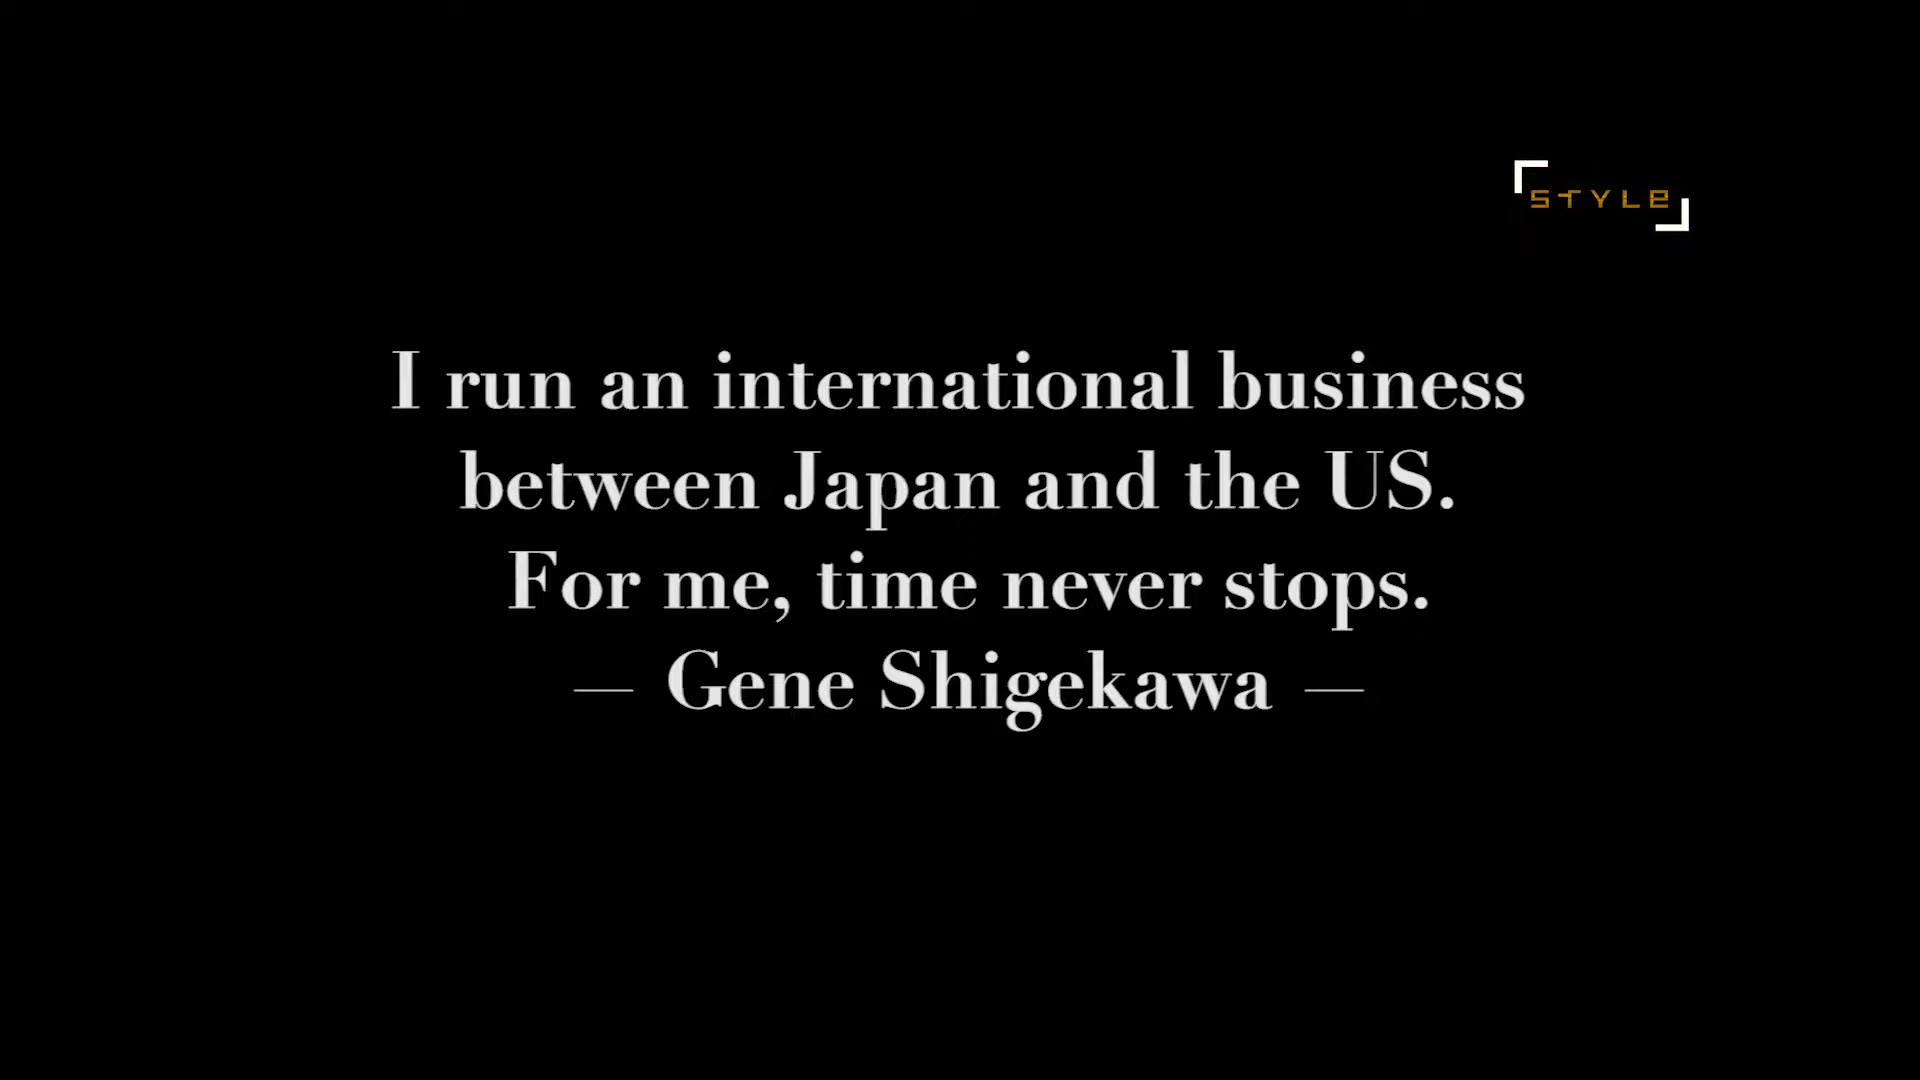 STYLE
I run an international business
between Japan and the US.
For me, time never stops.
— Gene Shigekawa —